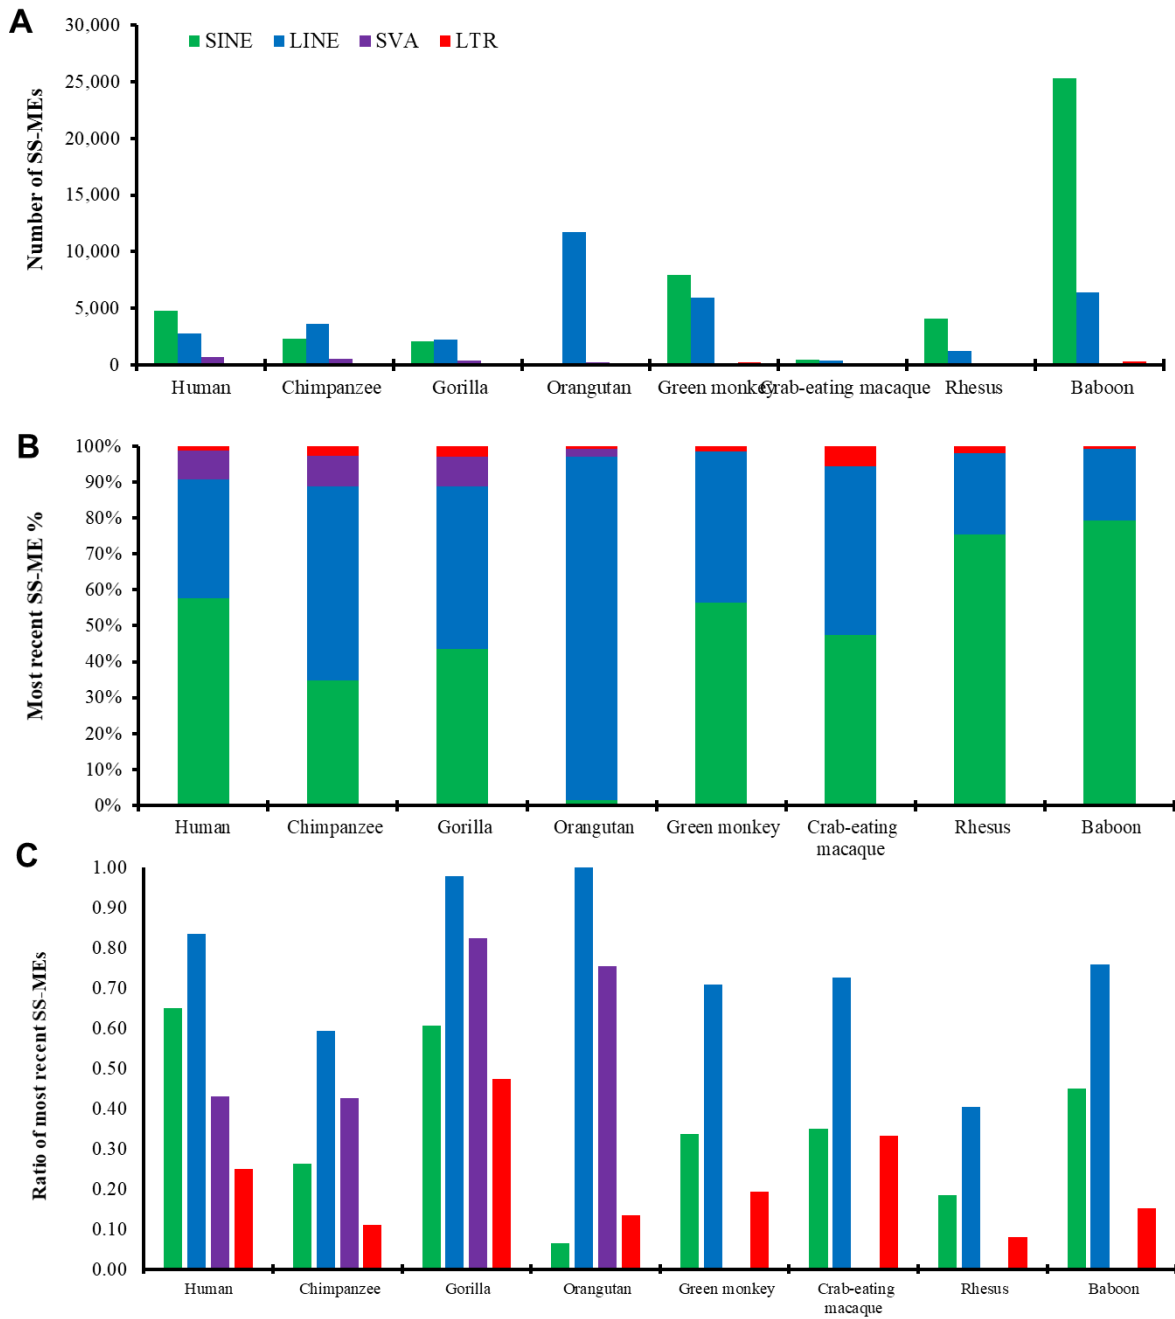 A
Number of SS-MEs
30,000
25,000
20,000
15,000
10,000
5,000
0
SINE LINE SVA LTR
Human Chimpanzee Gorilla Orangutan Green monkey Crab-eating macaque Rhesus Baboon
B
Most recent SS-ME %
100%
90%
80%
70%
60%
50%
40%
30%
20%
10%
0%
Human Chimpanzee Gorilla Orangutan Green monkey Crab-eating Rhesus Baboon
macaque
C
Ratio of most recent SS-MEs
1.00
0.90
0.80
0.70
0.60
0.50
0.40
0.30
0.20
0.10
0.00
Human Chimpanzee Gorilla Orangutan Green monkey Crab-eating Rhesus Baboon
macaque